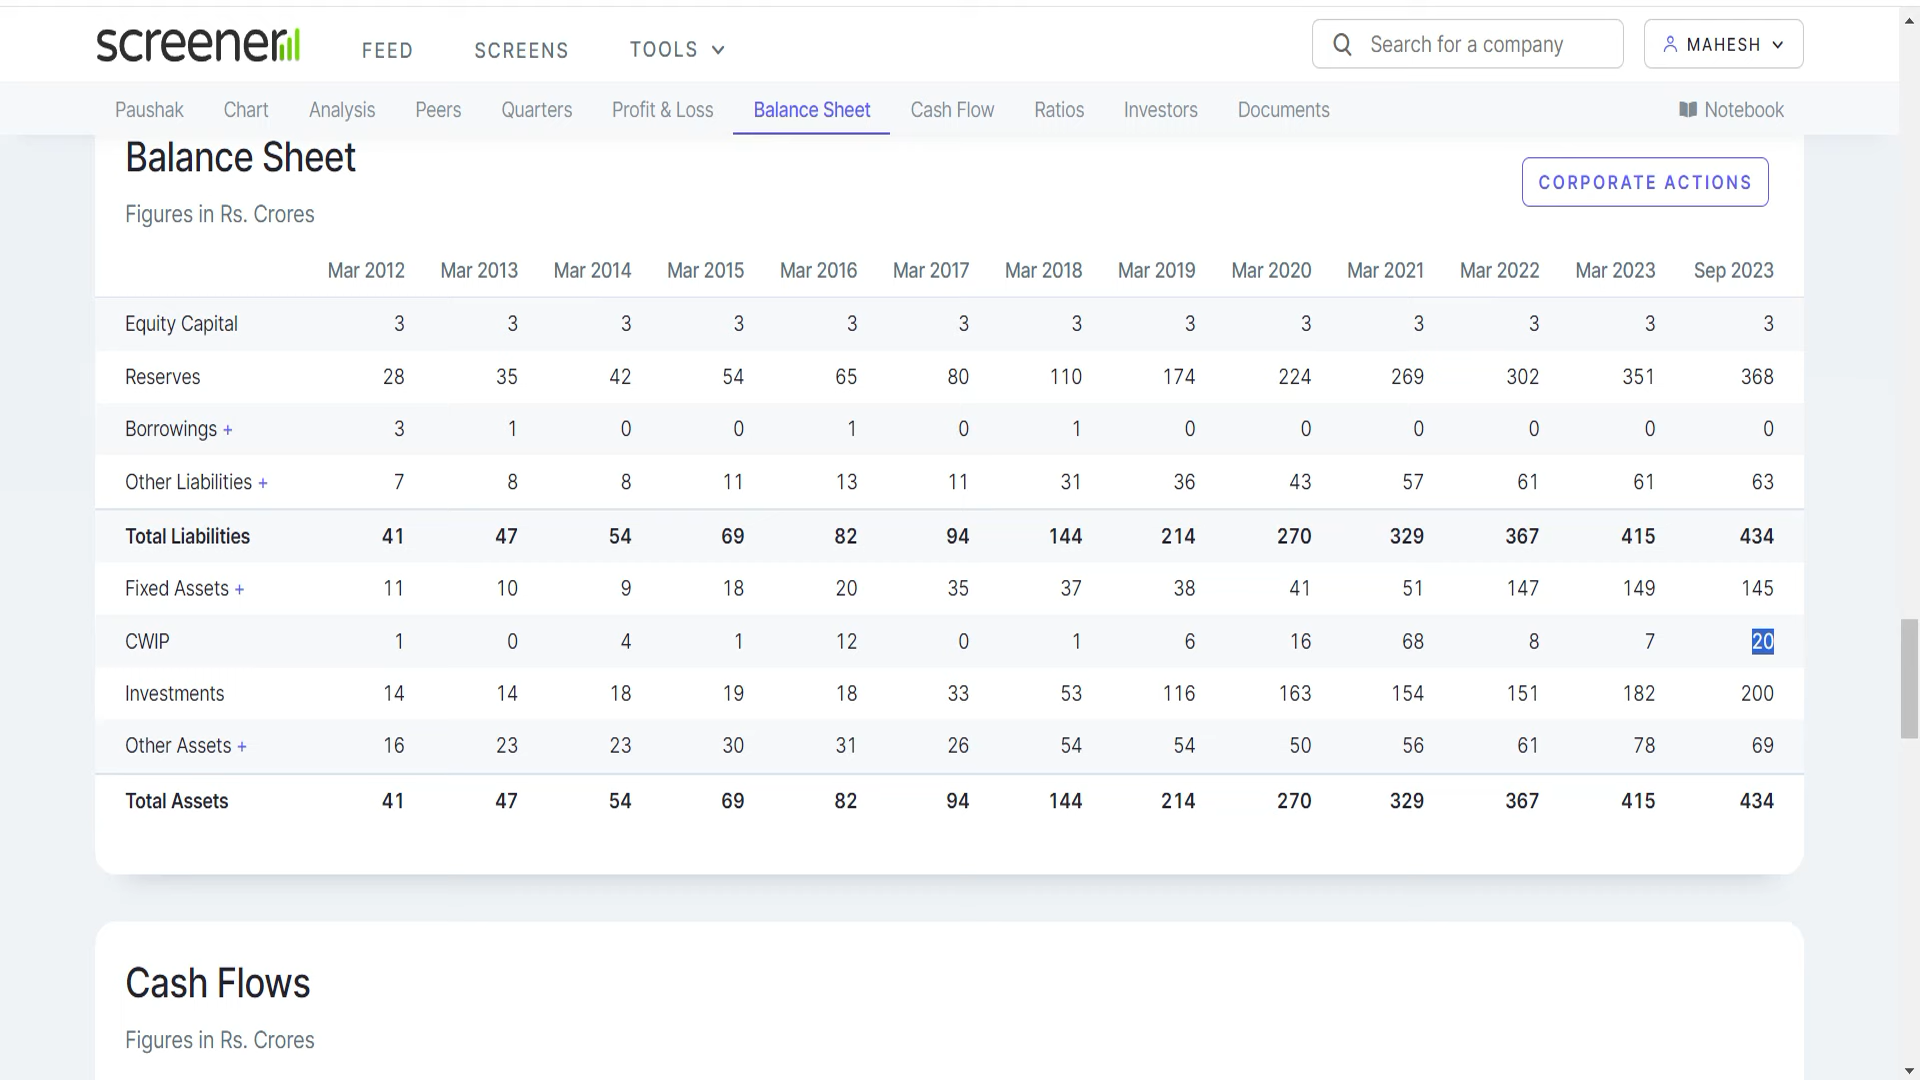 screener
FEED SCREENS TOOLS
Search for a company
MAHESH
Paushak Chart Analysis Peers Quarters Profit & Loss Balance Sheet Cash Flow Ratios Investors Documents Notebook
Balance Sheet
CORPORATE ACTIONS
Figures in Rs. Crores
Mar 2012 Mar 2013 Mar 2014 Mar 2015 Mar 2016 Mar 2017 Mar 2018 Mar 2019 Mar 2020 Mar 2021 Mar 2022 Mar 2023 Sep 2023
Equity Capital 3 3 3 3 3 3 3 3 3 3 3 3 3
Reserves 28 35 42 54 65 80 110 174 224 269 302 351 368
Borrowings + 3 1 0 0 1 0 1 0 0 0 0 0 0
Other Liabilities + 7 8 8 11 13 11 31 36 43 57 61 61 63
Total Liabilities 41 47 54 69 82 94 144 214 270 329 367 415 434
Fixed Assets + 11 10 9 18 20 35 37 38 41 51 147 149 145
CWIP 1 0 4 1 12 0 1 6 16 68 8 7 20
Investments 14 14 18 19 18 33 53 116 163 154 151 182 200
Other Assets + 16 23 23 30 31 26 54 54 50 56 61 78 69
Total Assets 41 47 54 69 82 94 144 214 270 329 367 415 434
Cash Flows
Figures in Rs. Crores